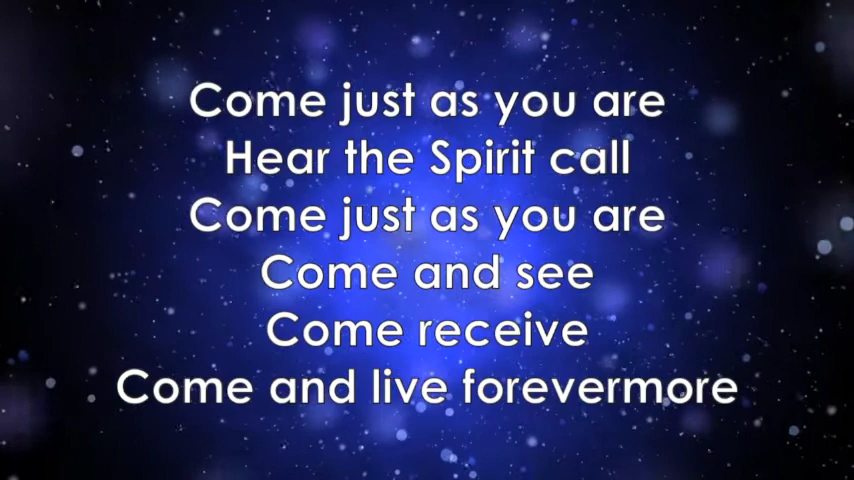 Come just as you are
Hear the Spirit call
Come just as you are
Come and see
Come receive
Come and live forevermore